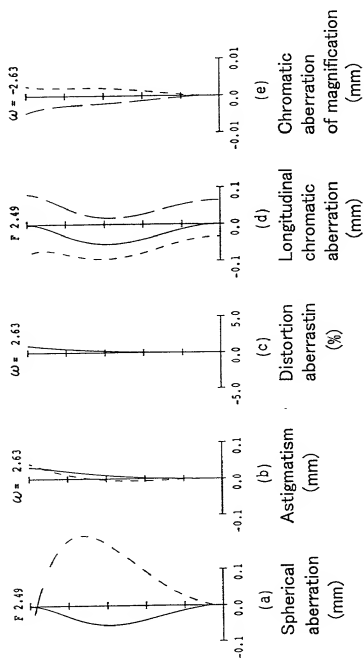 F 2.49
-0.1 0.0 0.1
(a)
Spherical
aberration
(mm)
ω= 2.63
-0.1 0.0 0.1
(b)
Astigmatism
(mm)
ω= 2.63
-5.0 0.0 5.0
(c)
Distortion
aberrastin
(%)
F 2.49
-0.1 0.0 0.1
(d)
Longitudinal
chromatic
aberration
(mm)
ω= -2.63
-0.01 0.0 0.01
(e)
Chromatic
aberration
of magnification
(mm)